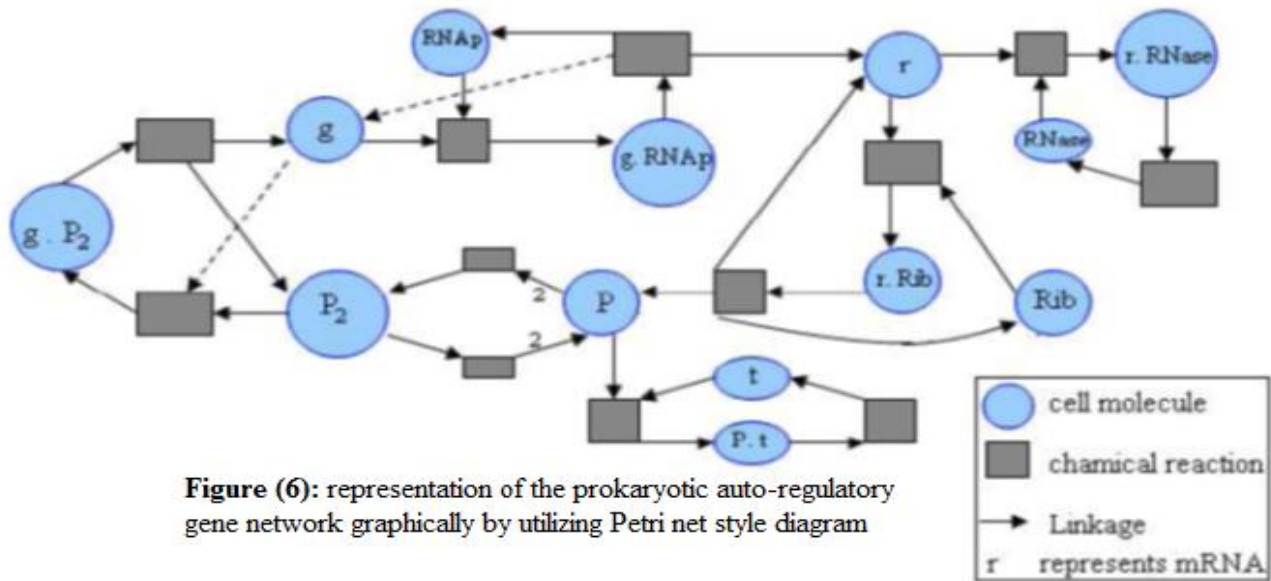 RNAp
r
r. RNase
g
g. RNAp
RNase
g . P2
P2
2
P
r. Rib
Rib
2
t
P. t
cell molecule
chamical reaction
Linkage
r represents mRNA
Figure (6): representation of the prokaryotic auto-regulatory
gene network graphically by utilizing Petri net style diagram